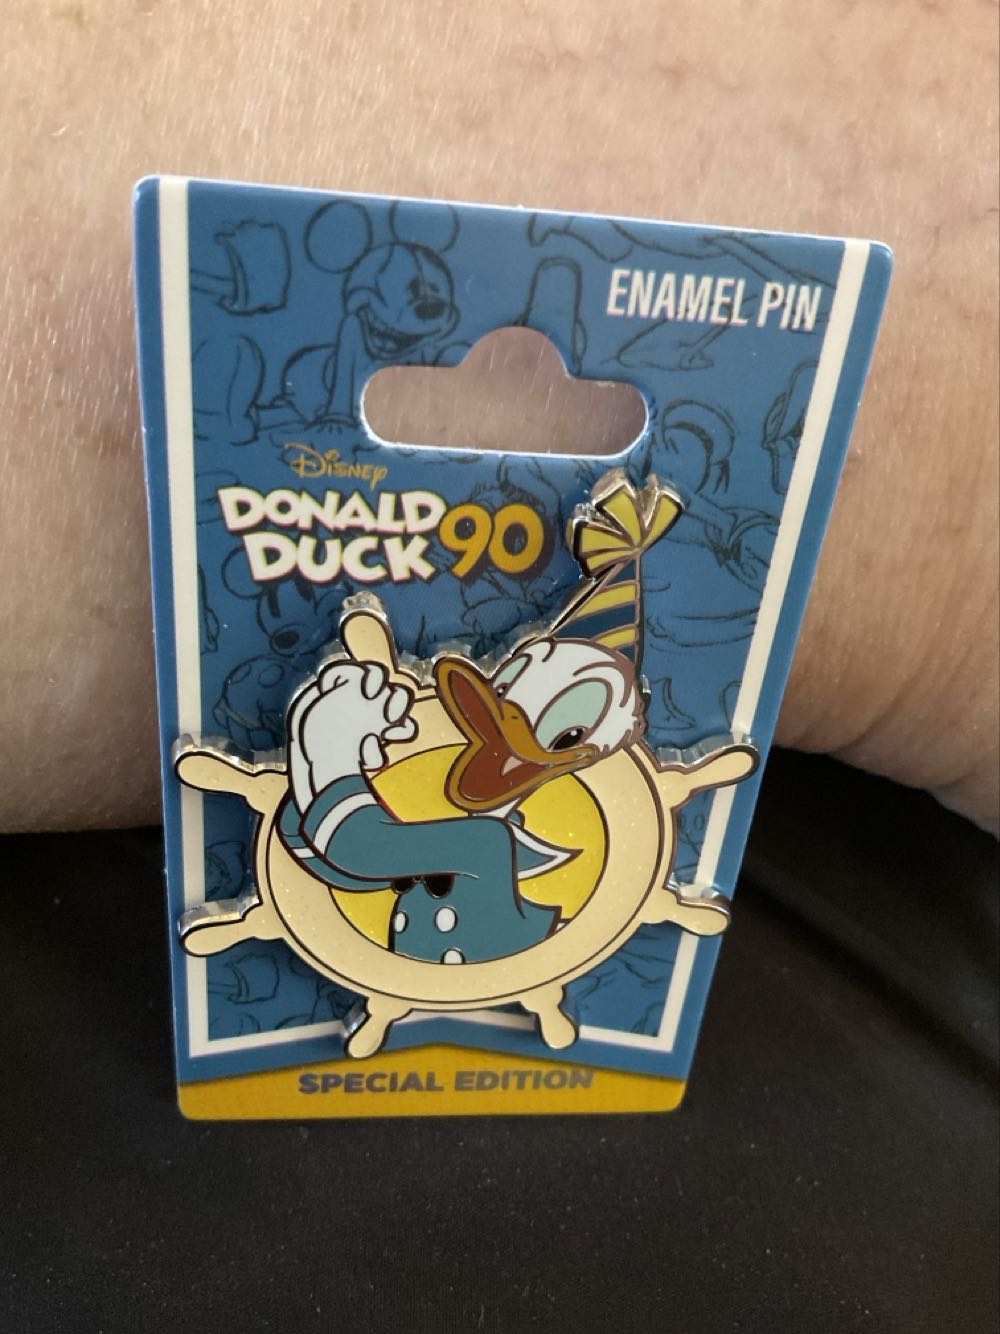 ENAMEL PIN
Disney
DONALD
DUCK 90
SPECIAL EDITION